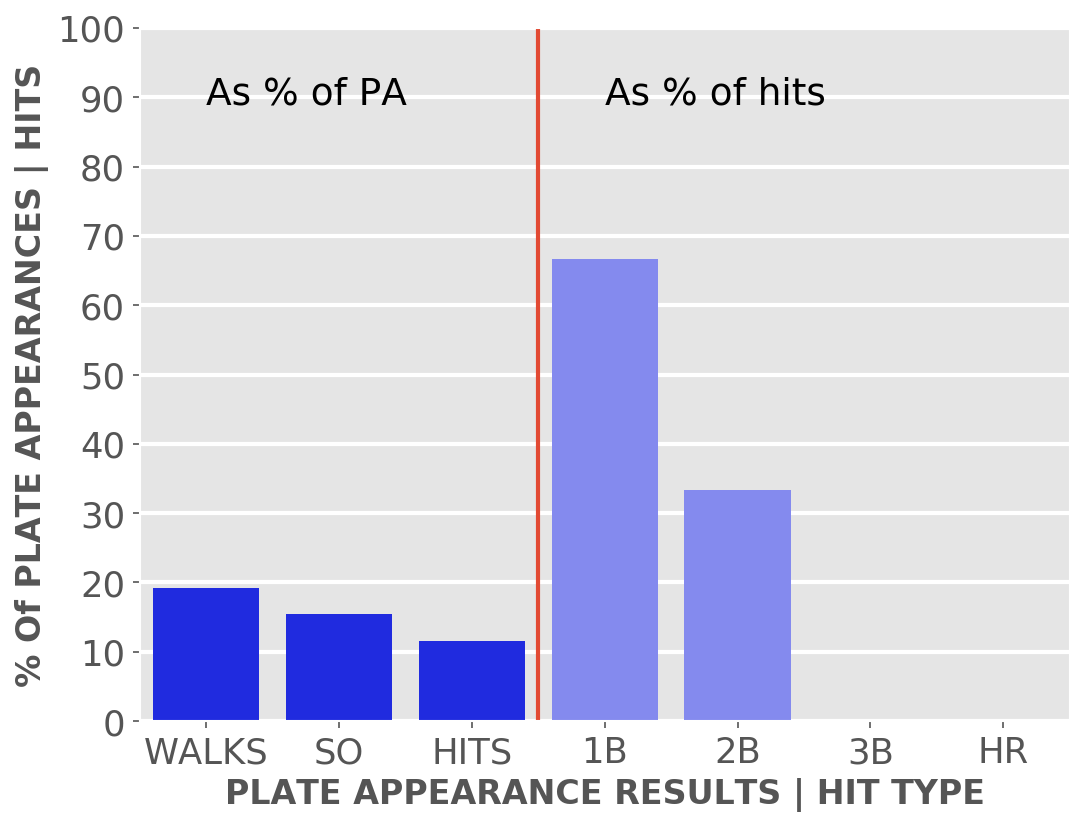 % Of PLATE APPEARANCES | HITS
100
90
80
70
60
50
40
30
20
10
0
As % of PA
As % of hits
WALKS SO HITS 1B 2B 3B HR
PLATE APPEARANCE RESULTS | HIT TYPE